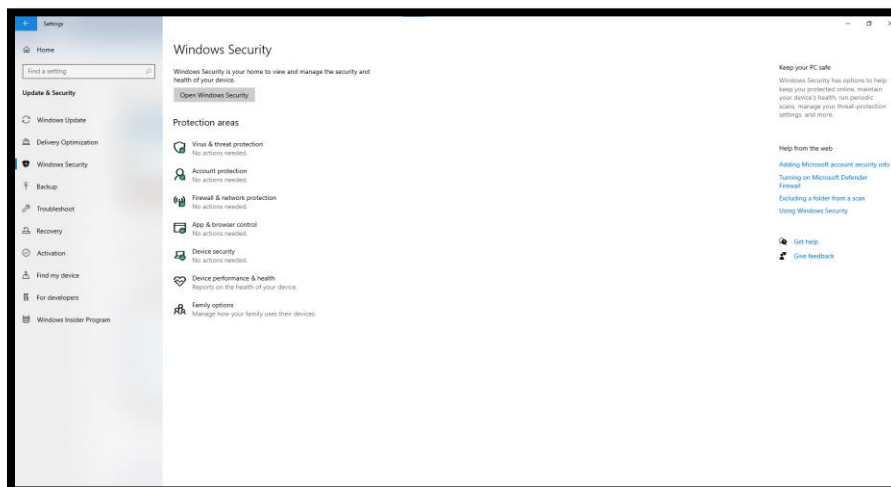 Settings
Home
Find a setting
Update & Security
Windows Update
Delivery Optimization
Windows Security
Backup
Troubleshoot
Recovery
Activation
Find my device
For developers
Windows Insider Program
Windows Security
Windows Security is your home to view and manage the security and
health of your device.
Open Windows Security
Protection areas
Virus & threat protection
No actions needed.
Account protection
No actions needed.
Firewall & network protection
No actions needed.
App & browser control
No actions needed.
Device security
No actions needed.
Device performance & health
Reports on the health of your device.
Family options
Manage how your family uses their devices.
Keep your PC safe
Windows Security has options to help
keep you protected online, maintain
your device's health, run periodic
scans, manage your threat-protection
settings, and more.
Help from the web
Adding Microsoft account security info
Turning on Microsoft Defender
Firewall
Excluding a folder from a scan
Using Windows Security
Get help
Give feedback